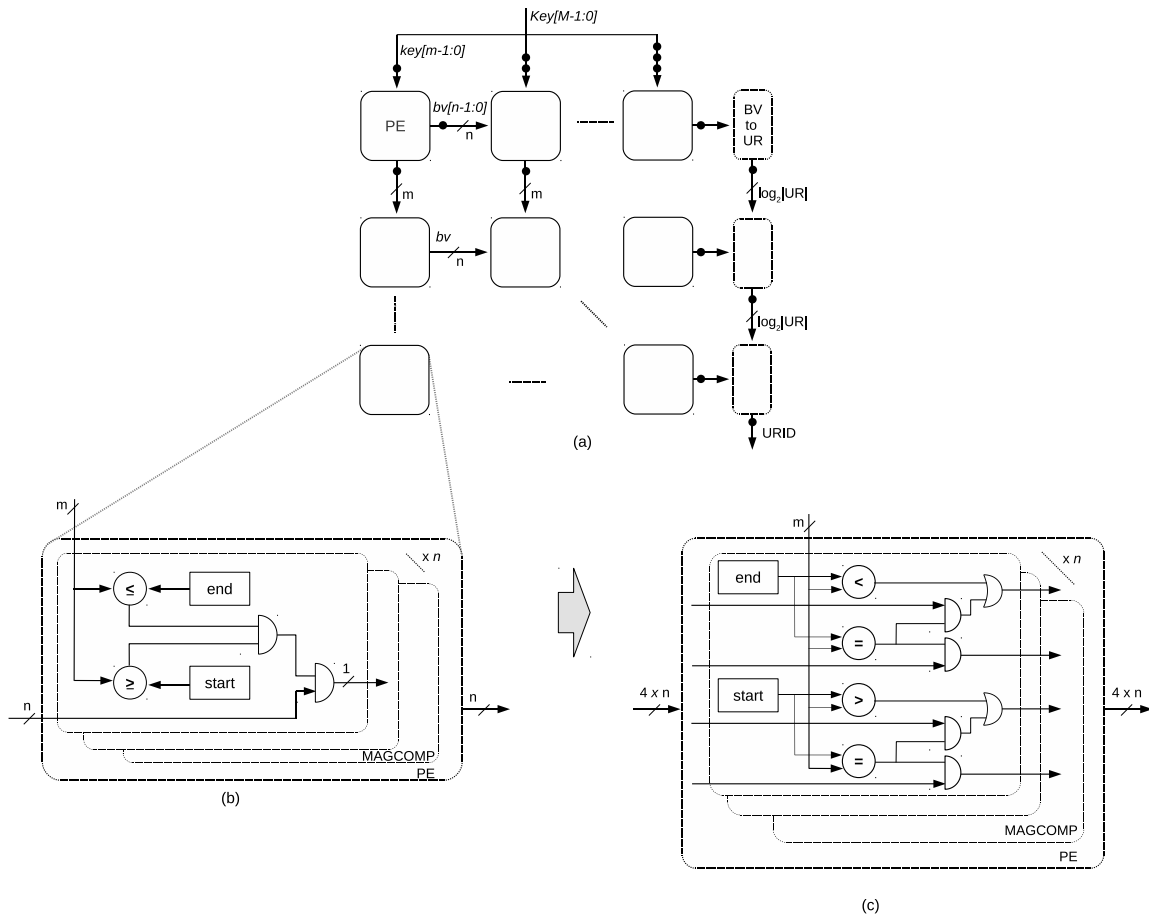 Key[M-1:0]
key[m-1:0]
PE
bv[n-1:0]
n
BV
to
UR
m
m
log2|UR|
bv
n
log2|UR|
URID
(a)
m
x n
≤
end
≥
start
1
n
n
MAGCOMP
PE
(b)
m
x n
end
<
=
start
>
=
4 x n
4 x n
MAGCOMP
PE
(c)